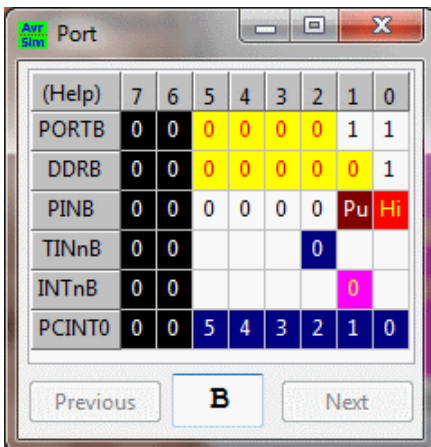 Avr Sim Port
(Help) 7 6 5 4 3 2 1 0
PORTB 0 0 0 0 0 0 1 1
DDRB 0 0 0 0 0 0 0 1
PINB 0 0 0 0 0 0 Pu Hi
TINnB 0 0 0
INTnB 0 0 0
PCINT0 0 0 5 4 3 2 1 0
Previous B Next